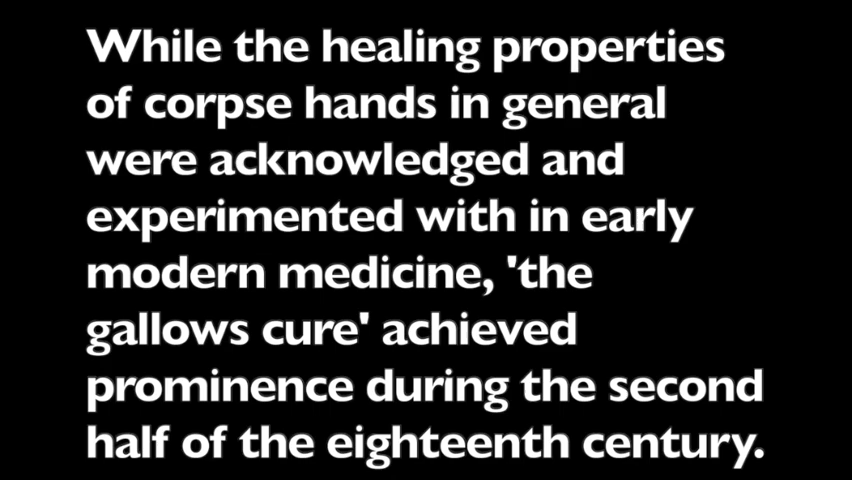 While the healing properties
of corpse hands in general
were acknowledged and
experimented with in early
modern medicine, 'the
gallows cure' achieved
prominence during the second
half of the eighteenth century.